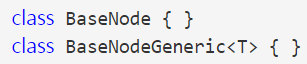 class BaseNode { }
class BaseNodeGeneric<T> { }